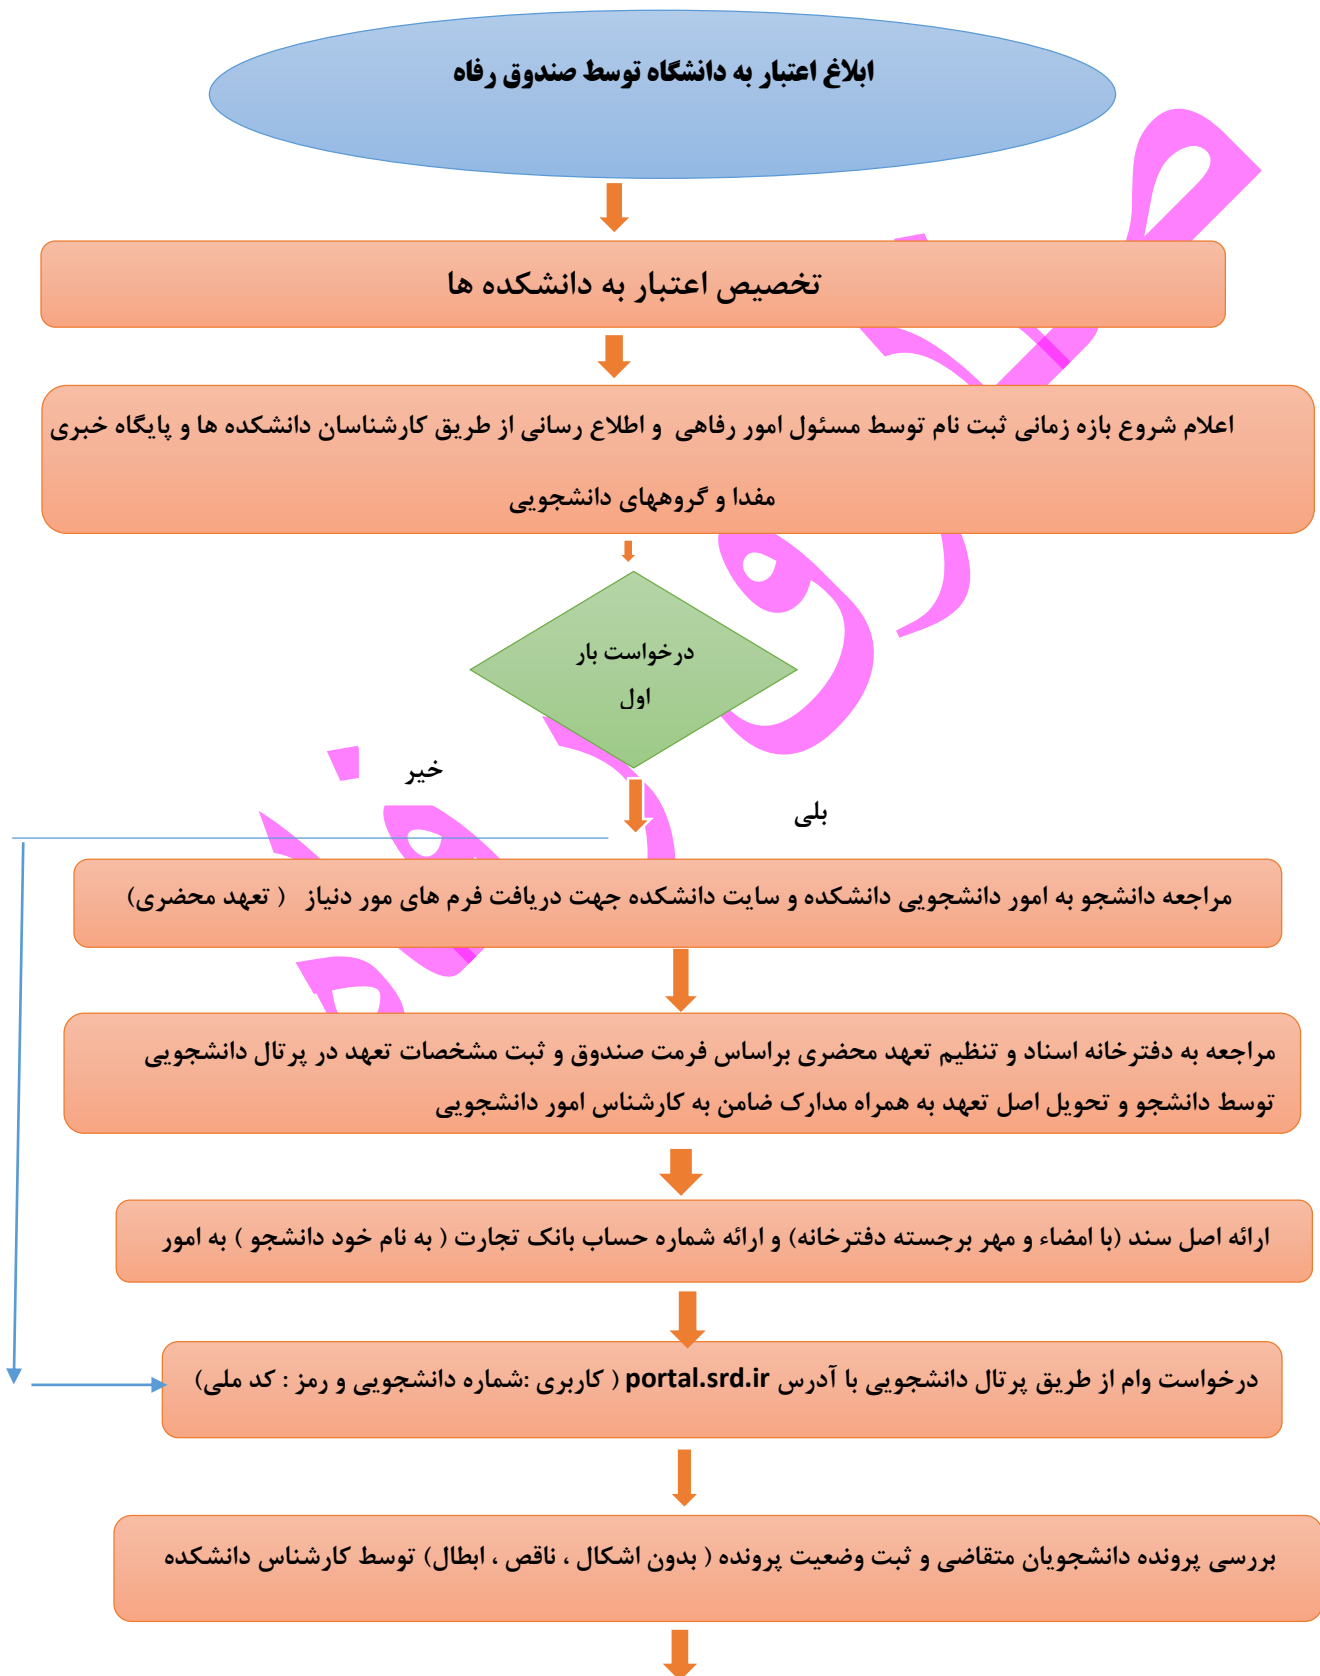 ابلاغ اعتبار به دانشگاه توسط صندوق رفاه
تخصیص اعتبار به دانشکده ها
اعلام شروع بازه زمانی ثبت نام توسط مسئول امور رفاهی و اطلاع رسانی از طریق کارشناسان دانشکده ها و پایگاه خبری
مفدا و گروههای دانشجویی
درخواست بار
اول
خیر
بلی
مراجعه دانشجو به امور دانشجویی دانشکده و سایت دانشکده جهت دریافت فرم های مور دنیاز ( تعهد محضری)
مراجعه به دفترخانه اسناد و تنظیم تعهد محضری براساس فرمت صندوق و ثبت مشخصات تعهد در پرتال دانشجویی
توسط دانشجو و تحویل اصل تعهد به همراه مدارک ضامن به کارشناس امور دانشجویی
ارائه اصل سند (با امضاء و مهر برجسته دفترخانه) و ارائه شماره حساب بانک تجارت ( به نام خود دانشجو ) به امور
درخواست وام از طریق پرتال دانشجویی با آدرس portal.srd.ir ( کاربری :شماره دانشجویی و رمز : کد ملی)
بررسی پرونده دانشجویان متقاضی و ثبت وضعیت پرونده ( بدون اشکال ، ناقص ، ابطال) توسط کارشناس دانشکده